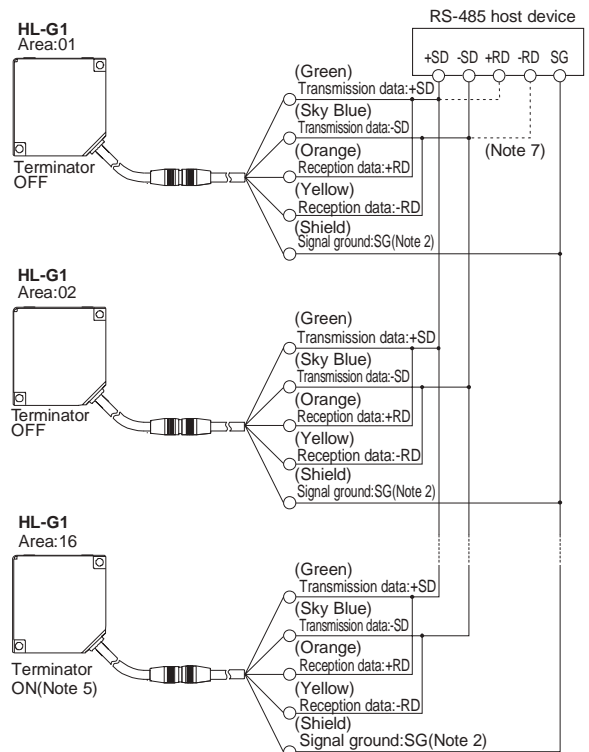 RS-485 host device
+SD -SD +RD -RD SG
HL-G1
Area:01
Terminator
OFF
(Green)
Transmission data:+SD
(Sky Blue)
Transmission data:-SD
(Orange)
Reception data:+RD
(Yellow)
Reception data:-RD
(Shield)
Signal ground:SG(Note 2)
(Note 7)
HL-G1
Area:02
Terminator
OFF
(Green)
Transmission data:+SD
(Sky Blue)
Transmission data:-SD
(Orange)
Reception data:+RD
(Yellow)
Reception data:-RD
(Shield)
Signal ground:SG(Note 2)
HL-G1
Area:16
Terminator
ON(Note 5)
(Green)
Transmission data:+SD
(Sky Blue)
Transmission data:-SD
(Orange)
Reception data:+RD
(Yellow)
Reception data:-RD
(Shield)
Signal ground:SG(Note 2)